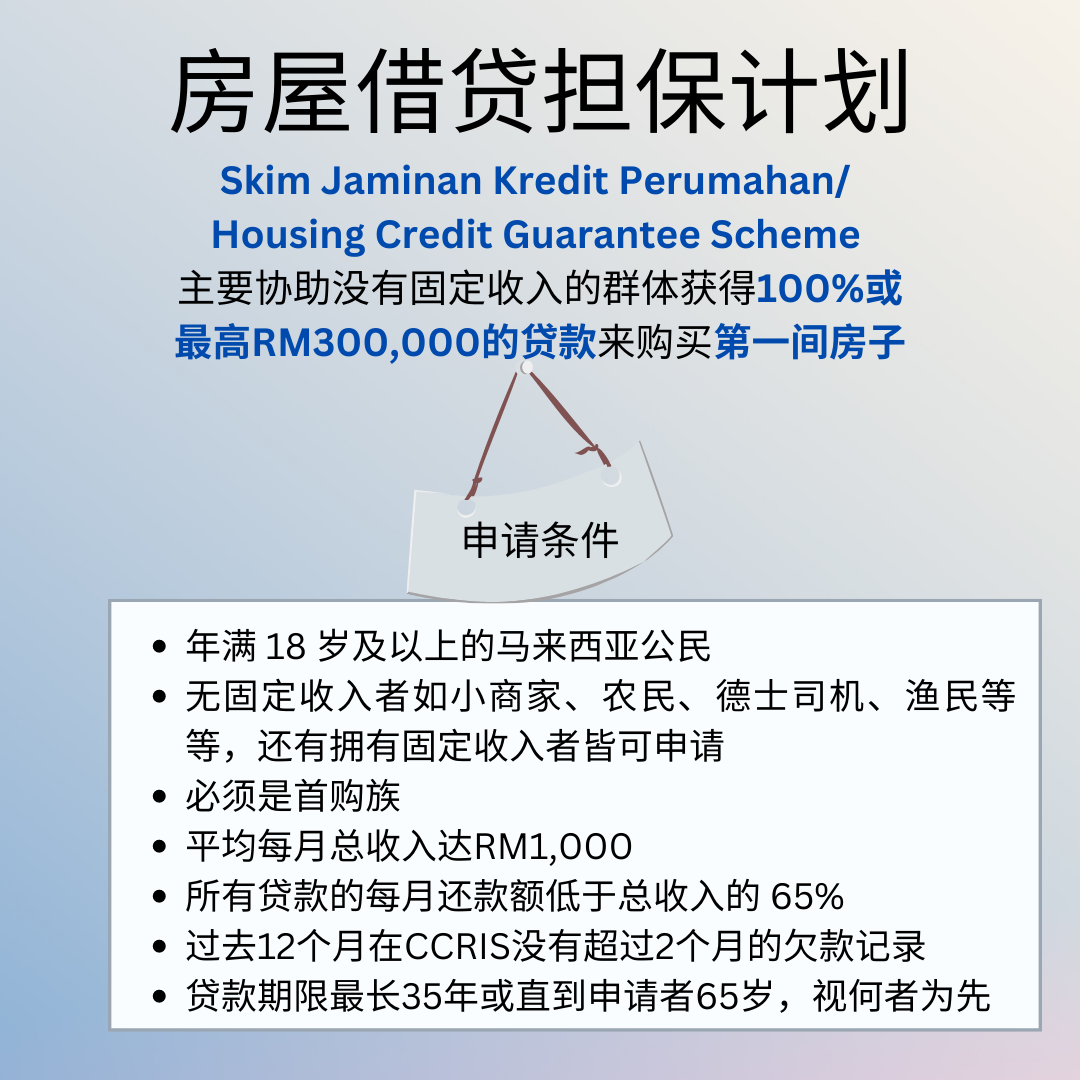 房屋借贷担保计划
Skim Jaminan Kredit Perumahan/
Housing Credit Guarantee Scheme
主要协助没有固定收入的群体获得100%或
最高RM300,000的贷款来购买第一间房子
申请条件
• 年满 18 岁及以上的马来西亚公民
• 无固定收入者如小商家、农民、德士司机、渔民等
等，还有拥有固定收入者皆可申请
• 必须是首购族
• 平均每月总收入达RM1,000
• 所有贷款的每月还款额低于总收入的 65%
• 过去12个月在CCRIS没有超过2个月的欠款记录
• 贷款期限最长35年或直到申请者65岁，视何者为先